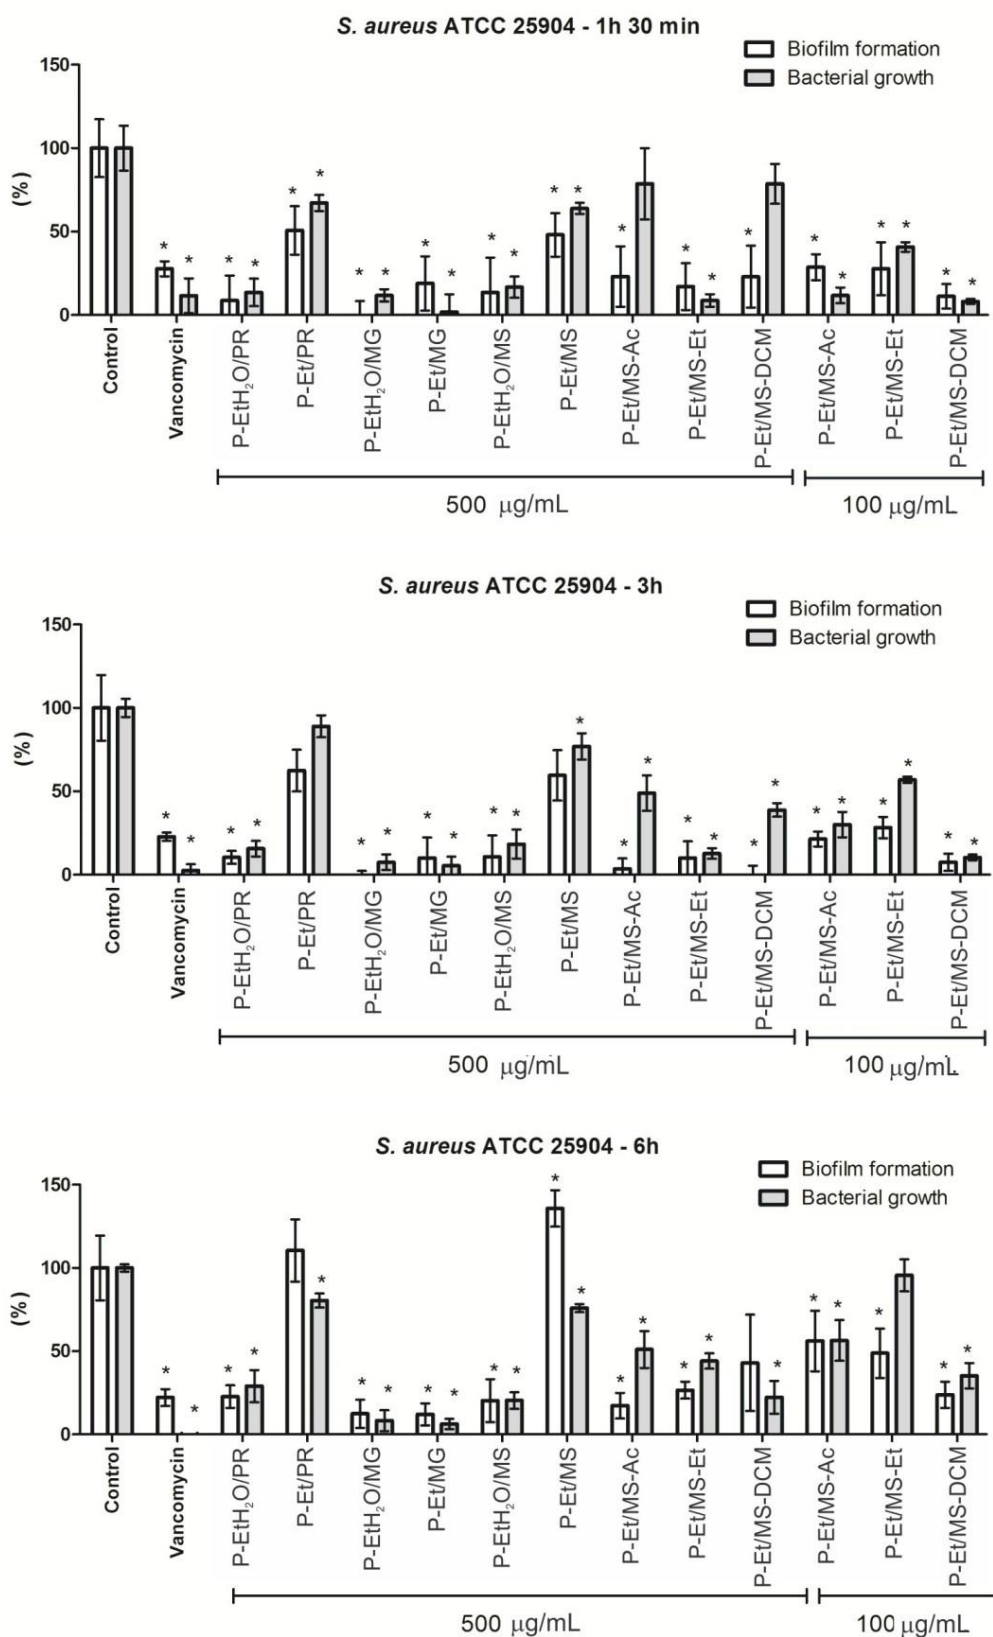 S. aureus ATCC 25904 - 1h 30 min
Biofilm formation
Bacterial growth
150
100
50
0
(%)
* * * * * * * * * * * * * * * * * * * * * *
Control
Vancomycin
P-EtH₂O/PR
P-Et/PR
P-EtH₂O/MG
P-Et/MG
P-EtH₂O/MS
P-Et/MS
P-Et/MS-Ac
P-Et/MS-Et
P-Et/MS-DCM
P-Et/MS-Ac
P-Et/MS-Et
P-Et/MS-DCM
500 μg/mL
100 μg/mL
S. aureus ATCC 25904 - 3h
Biofilm formation
Bacterial growth
150
100
50
0
(%)
* * * * * * * * * * * * * * * * * * * * * * *
Control
Vancomycin
P-EtH₂O/PR
P-Et/PR
P-EtH₂O/MG
P-Et/MG
P-EtH₂O/MS
P-Et/MS
P-Et/MS-Ac
P-Et/MS-Et
P-Et/MS-DCM
P-Et/MS-Ac
P-Et/MS-Et
P-Et/MS-DCM
500 μg/mL
100 μg/mL
S. aureus ATCC 25904 - 6h
Biofilm formation
Bacterial growth
150
100
50
0
(%)
* * * * * * * * * * * * * * * * * * * * * * *
Control
Vancomycin
P-EtH₂O/PR
P-Et/PR
P-EtH₂O/MG
P-Et/MG
P-EtH₂O/MS
P-Et/MS
P-Et/MS-Ac
P-Et/MS-Et
P-Et/MS-DCM
P-Et/MS-Ac
P-Et/MS-Et
P-Et/MS-DCM
500 μg/mL
100 μg/mL